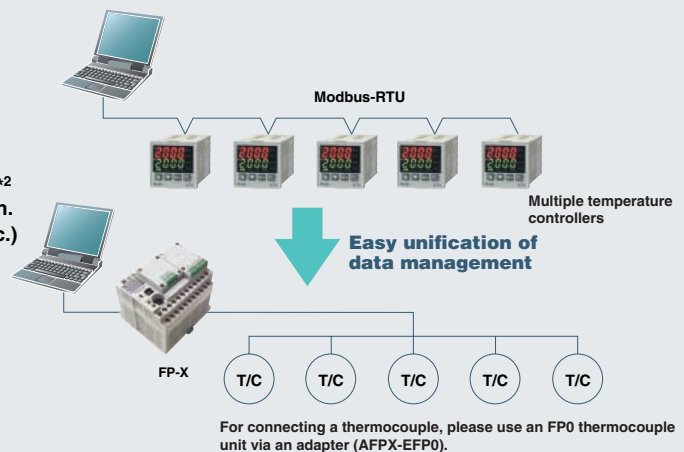 Modbus-RTU
*2
n.
c.)
Multiple temperature
controllers
Easy unification of
data management
FP-X
T/C T/C T/C T/C T/C
For connecting a thermocouple, please use an FP0 thermocouple
unit via an adapter (AFPX-EFP0).